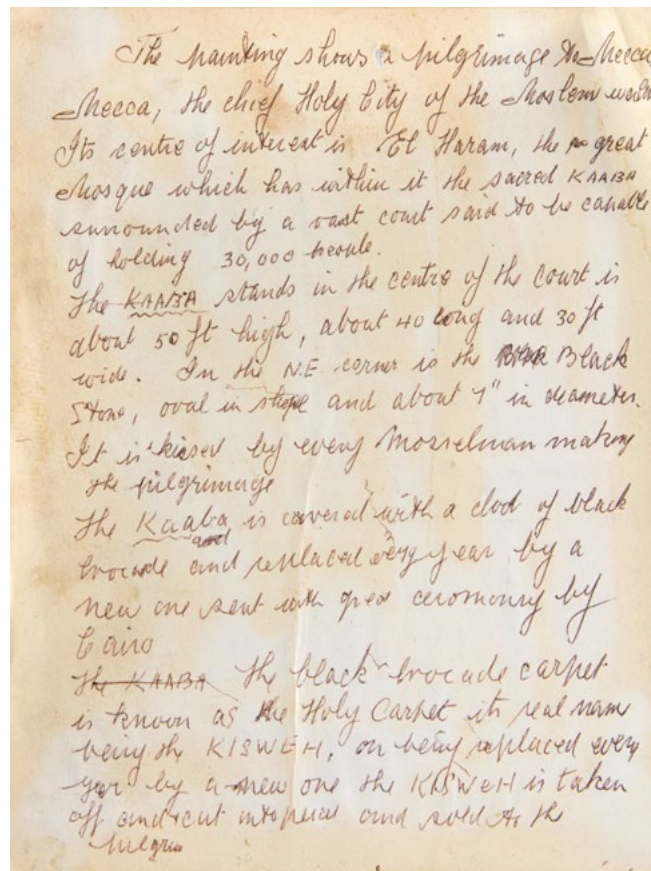 The painting shows a pilgrimage to Mecca,
Mecca, the chief Holy City of the Moslem world
Its centre of interest is El Haram, the great
Mosque which has within it the sacred KAABA
surrounded by a vast court said to be capable
of holding 30,000 people.
The KAABA stands in the centre of the court is
about 50 ft high, about 40 long and 30 ft
wide. In the N.E corner is the Black
Stone, oval in shape and about 7" in diameter.
It is kissed by every Mosselman making
the pilgrimage
The Kaaba is covered with a clod of black
brocade and and replaced every year by a
new one sent with great ceremony by
Cairo
The KAABA The black brocade carpet
is known as the Holy Carpet its real name
being the KISWEH, on being replaced every
year by a new one the KISWEH is taken
off and cut into pieces and sold to the